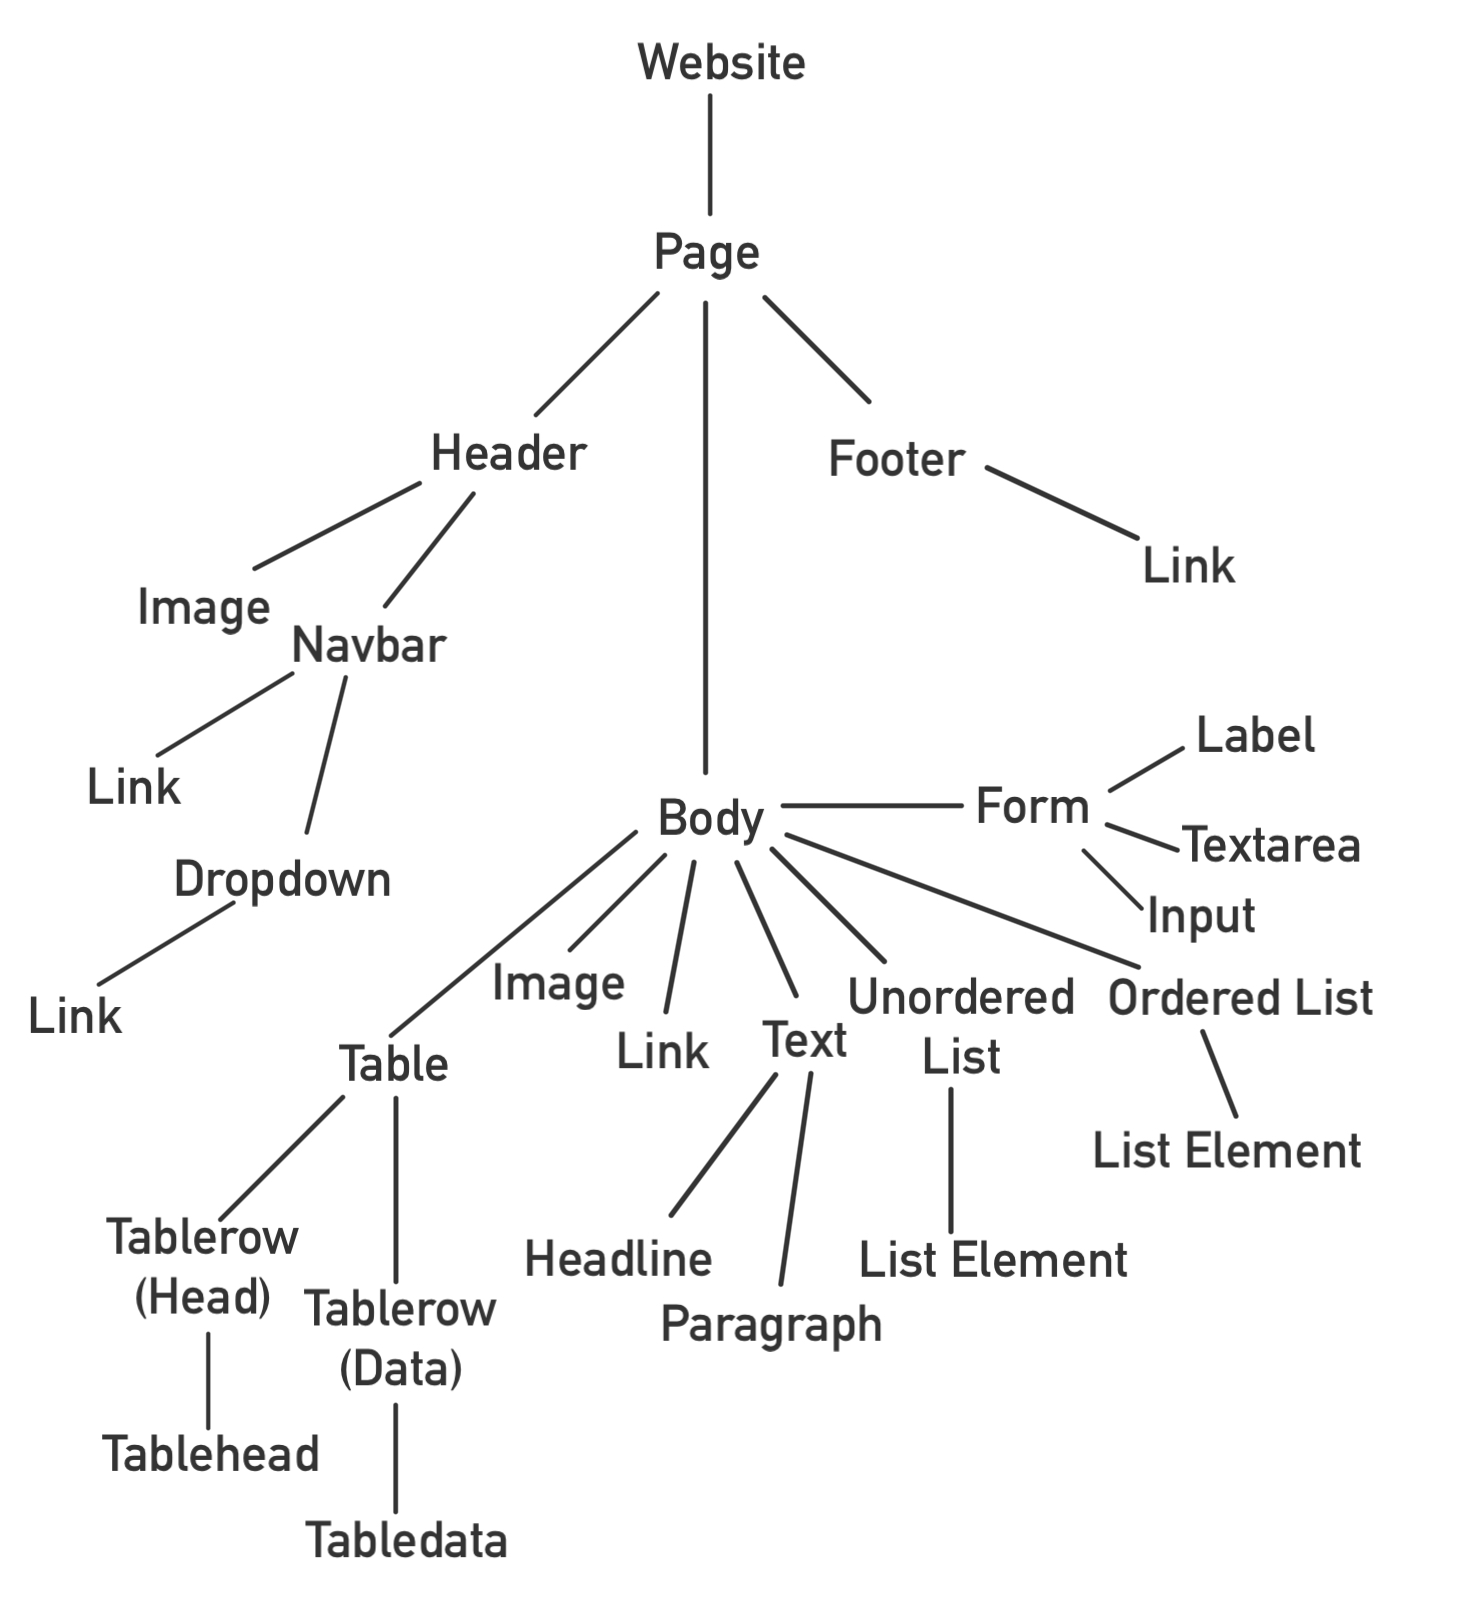 Website
Page
Header
Footer
Link
Image
Navbar
Link
Label
Body
Form
Textarea
Dropdown
Input
Image
Unordered
List
Ordered List
Link
Link
Text
Table
List Element
Tablerow
(Head)
Headline
List Element
Tablerow
(Data)
Paragraph
Tablehead
Tabledata